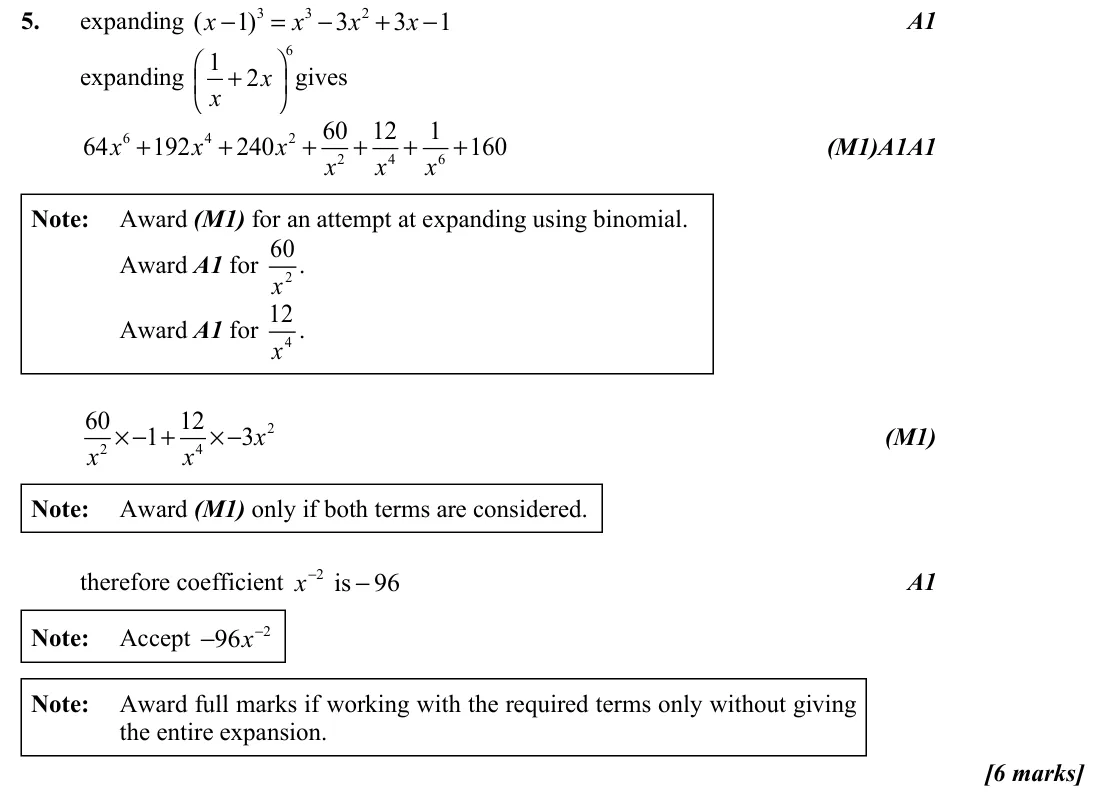 5. expanding (x−1)³ = x³ − 3x² + 3x − 1 A1
expanding (1/x + 2x)⁶ gives
64x⁶ + 192x⁴ + 240x² + 60/x² + 12/x⁴ + 1/x⁶ + 160 (M1)A1A1
Note: Award (M1) for an attempt at expanding using binomial.
Award A1 for 60/x².
Award A1 for 12/x⁴.
60/x² × −1 + 12/x⁴ × −3x² (M1)
Note: Award (M1) only if both terms are considered.
therefore coefficient x⁻² is − 96 A1
Note: Accept −96x⁻²
Note: Award full marks if working with the required terms only without giving
the entire expansion.
[6 marks]